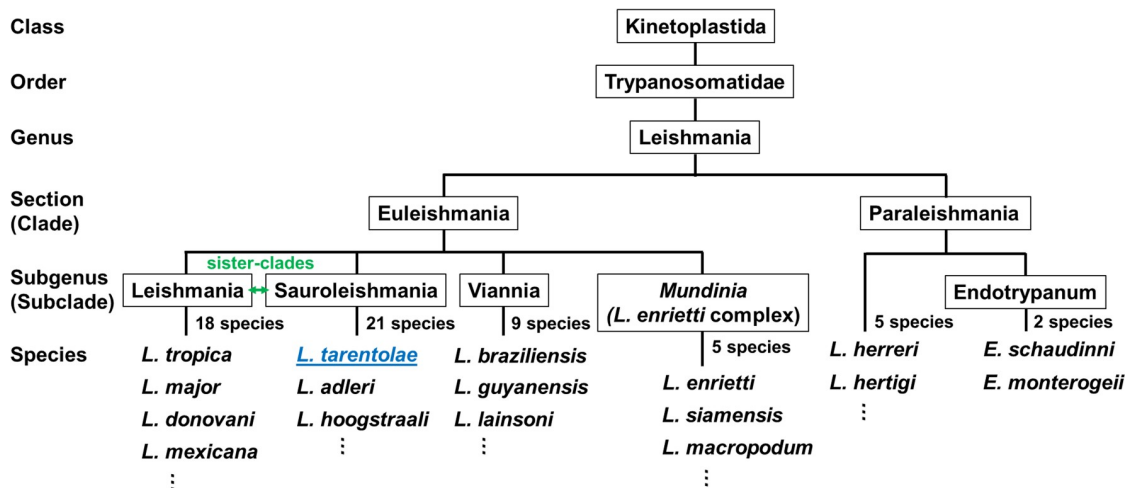 Class
Kinetoplastida
Order
Trypanosomatidae
Genus
Leishmania
Section
(Clade)
Euleishmania
Paraleishmania
sister-clades
Subgenus
(Subclade)
Leishmania
Sauroleishmania
Viannia
Mundinia
(L. enrietti complex)
Endotrypanum
18 species
21 species
9 species
5 species
5 species
2 species
Species
L. tropica
L. major
L. donovani
L. mexicana
⋮
L. tarentolae
L. adleri
L. hoogstraali
⋮
L. braziliensis
L. guyanensis
L. lainsoni
⋮
L. enrietti
L. siamensis
L. macropodum
⋮
L. herreri
L. hertigi
⋮
E. schaudinni
E. monterogeii